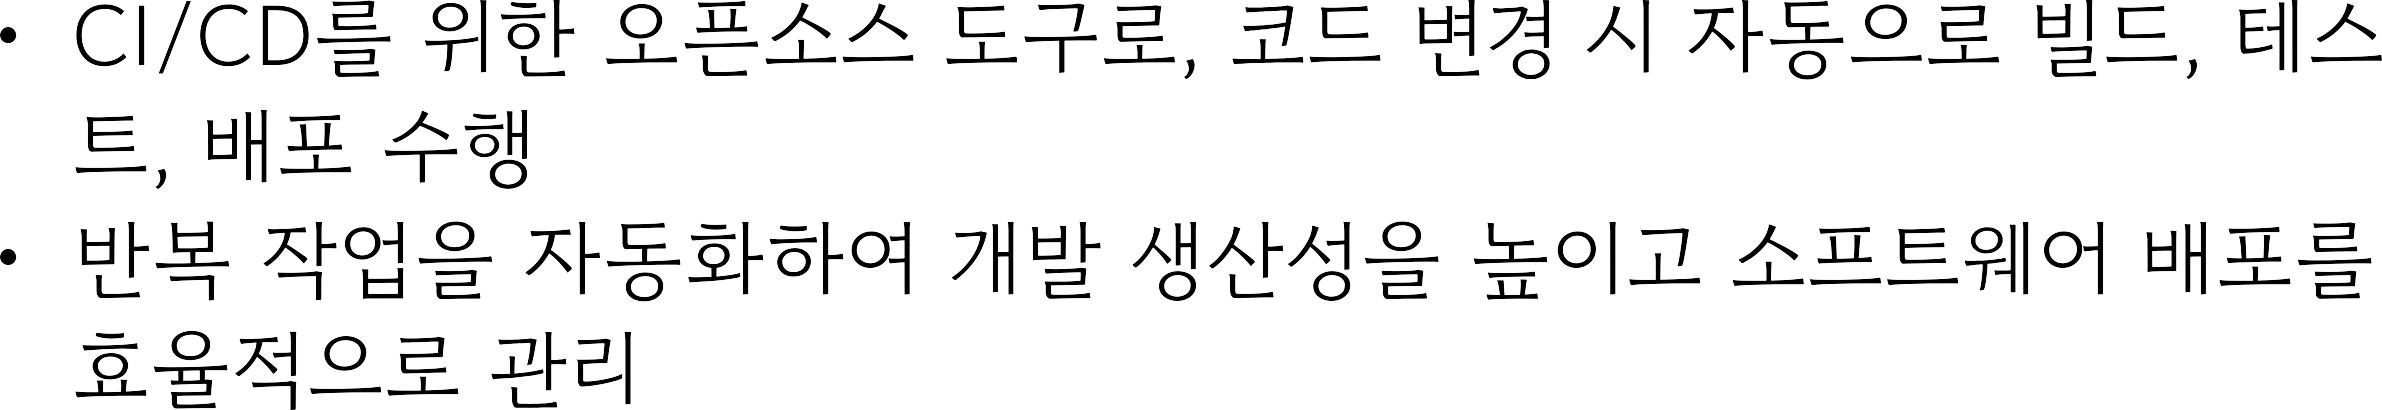 • CI/CD를 위한 오픈소스 도구로, 코드 변경 시 자동으로 빌드, 테스
트, 배포 수행
• 반복 작업을 자동화하여 개발 생산성을 높이고 소프트웨어 배포를
효율적으로 관리